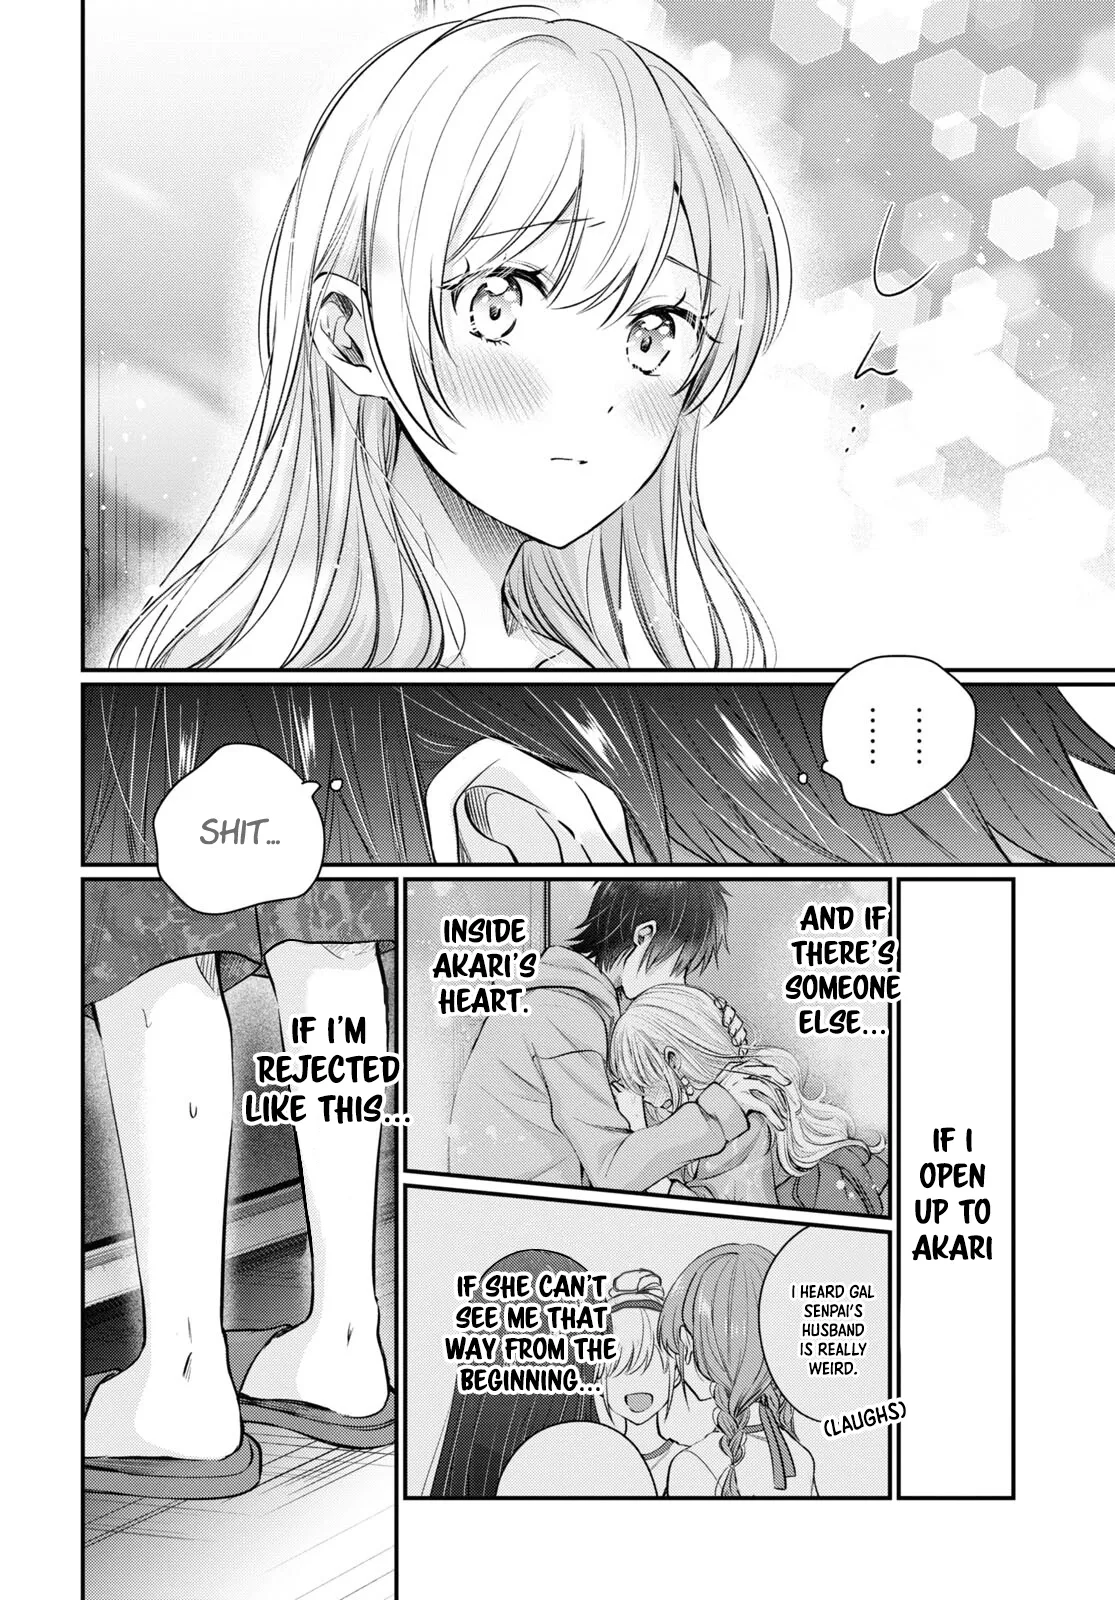 ……
……
SHIT...
IF I
OPEN
UP TO
AKARI
AND IF
THERE'S
SOMEONE
ELSE...
INSIDE
AKARI'S
HEART.
I HEARD GAL
SENPAI'S
HUSBAND
IS REALLY
WEIRD.
(LAUGHS)
IF SHE CAN'T
SEE ME THAT
WAY FROM THE
BEGINNING...
IF I'M
REJECTED
LIKE THIS...